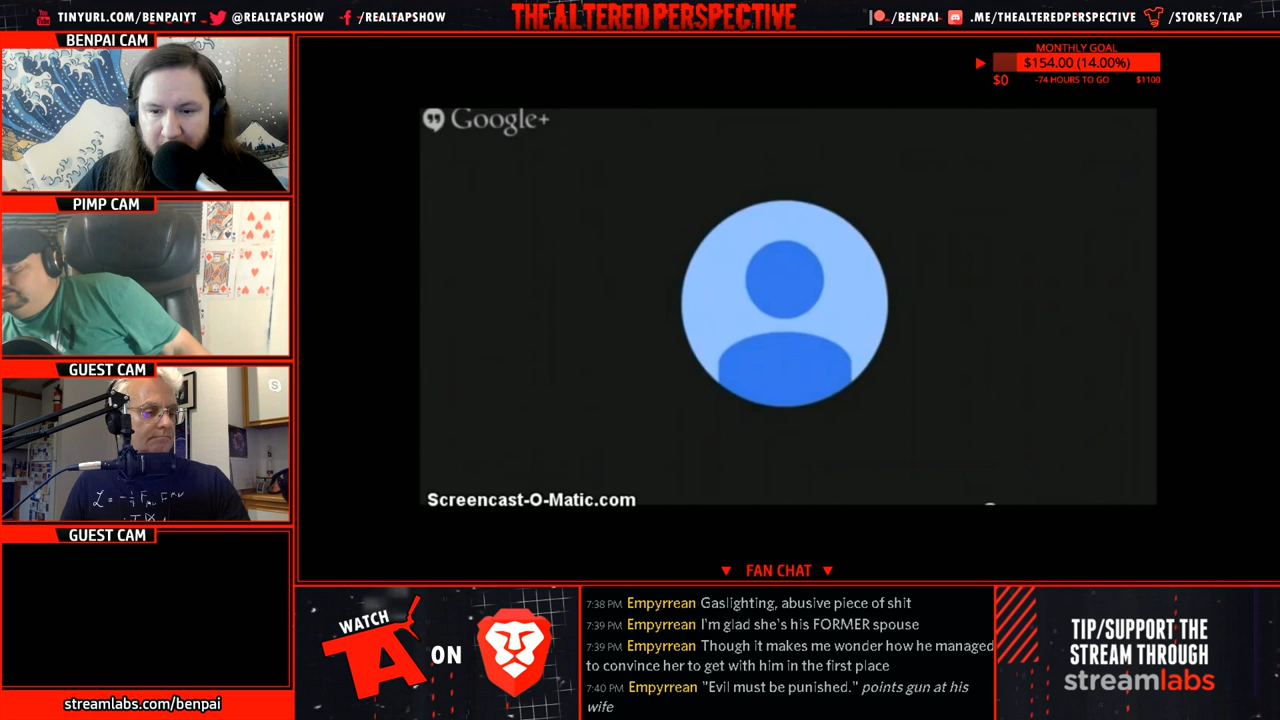 TINYURL.COM/BENPAIYT @REALTAPSHOW /REALTAPSHOW
THE ALTERED PERSPECTIVE
/BENPAI .ME/THEALTEREDPERSPECTIVE /STORES/TAP
BENPAI CAM
MONTHLY GOAL
$154.00 (14.00%)
$0 -74 HOURS TO GO $1100
Google+
PIMP CAM
GUEST CAM
Screencast-O-Matic.com
GUEST CAM
FAN CHAT
WATCH
TA ON
7:38 PM Empyrrean Gaslighting, abusive piece of shit
7:39 PM Empyrrean I'm glad she's his FORMER spouse
7:39 PM Empyrrean Though it makes me wonder how he managed
to convince her to get with him in the first place
7:40 PM Empyrrean "Evil must be punished." points gun at his
wife
TIP/SUPPORT THE
STREAM THROUGH
streamlabs
streamlabs.com/benpai